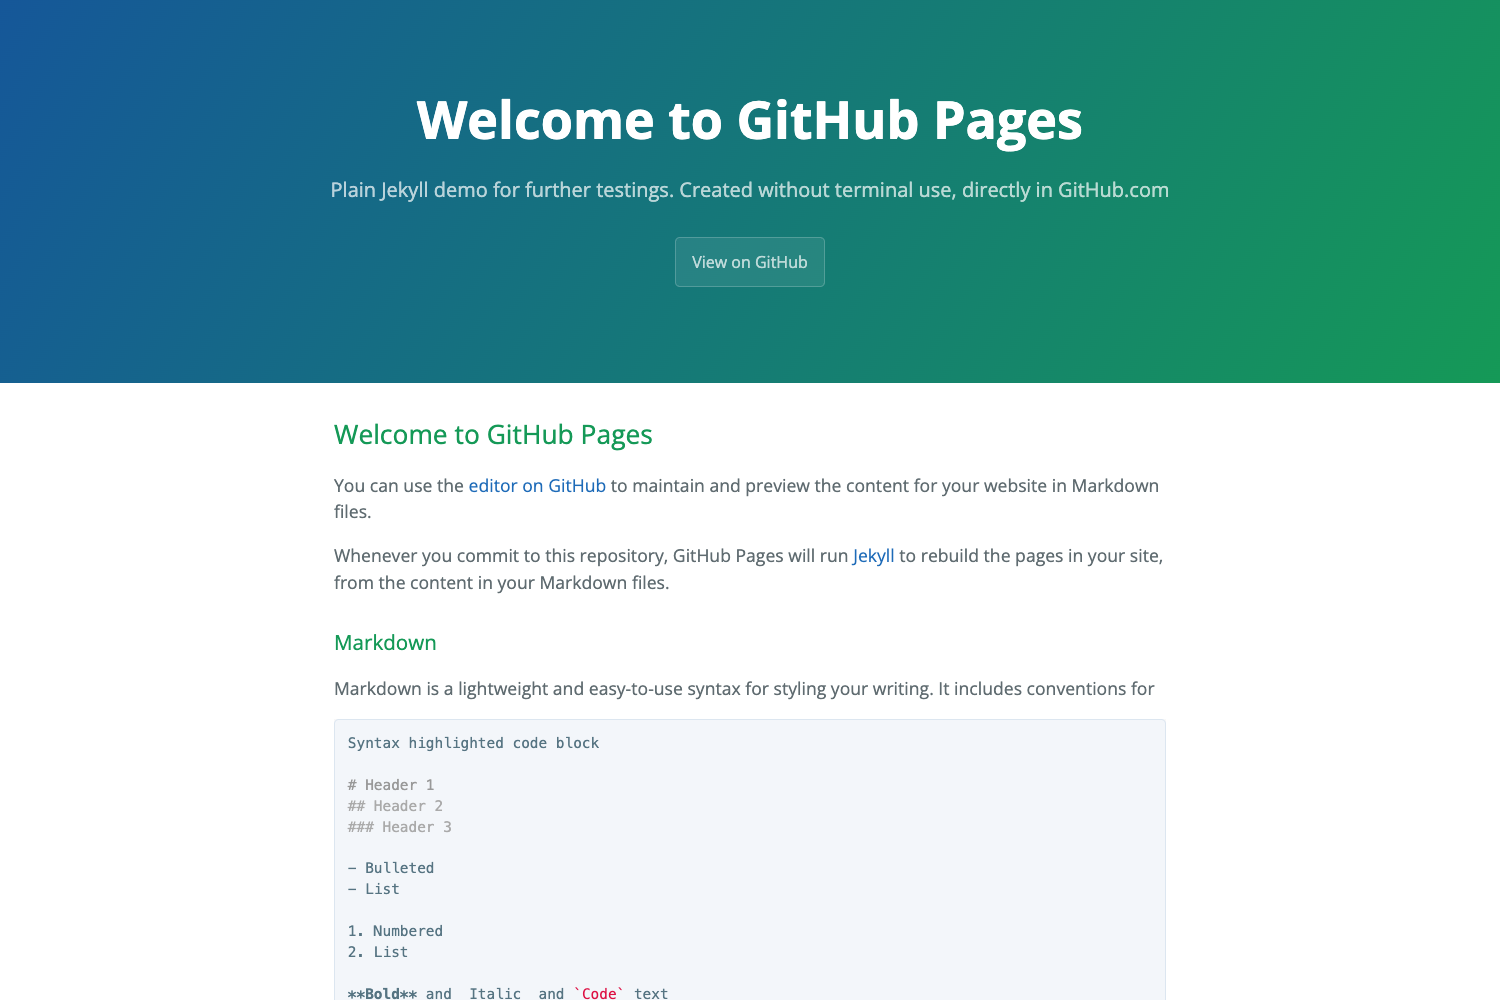 Welcome to GitHub Pages
Plain Jekyll demo for further testings. Created without terminal use, directly in GitHub.com
View on GitHub
Welcome to GitHub Pages
You can use the editor on GitHub to maintain and preview the content for your website in Markdown
files.
Whenever you commit to this repository, GitHub Pages will run Jekyll to rebuild the pages in your site,
from the content in your Markdown files.
Markdown
Markdown is a lightweight and easy-to-use syntax for styling your writing. It includes conventions for
Syntax highlighted code block
# Header 1
## Header 2
### Header 3
- Bulleted
- List
1. Numbered
2. List
**Bold** and  Italic  and `Code` text